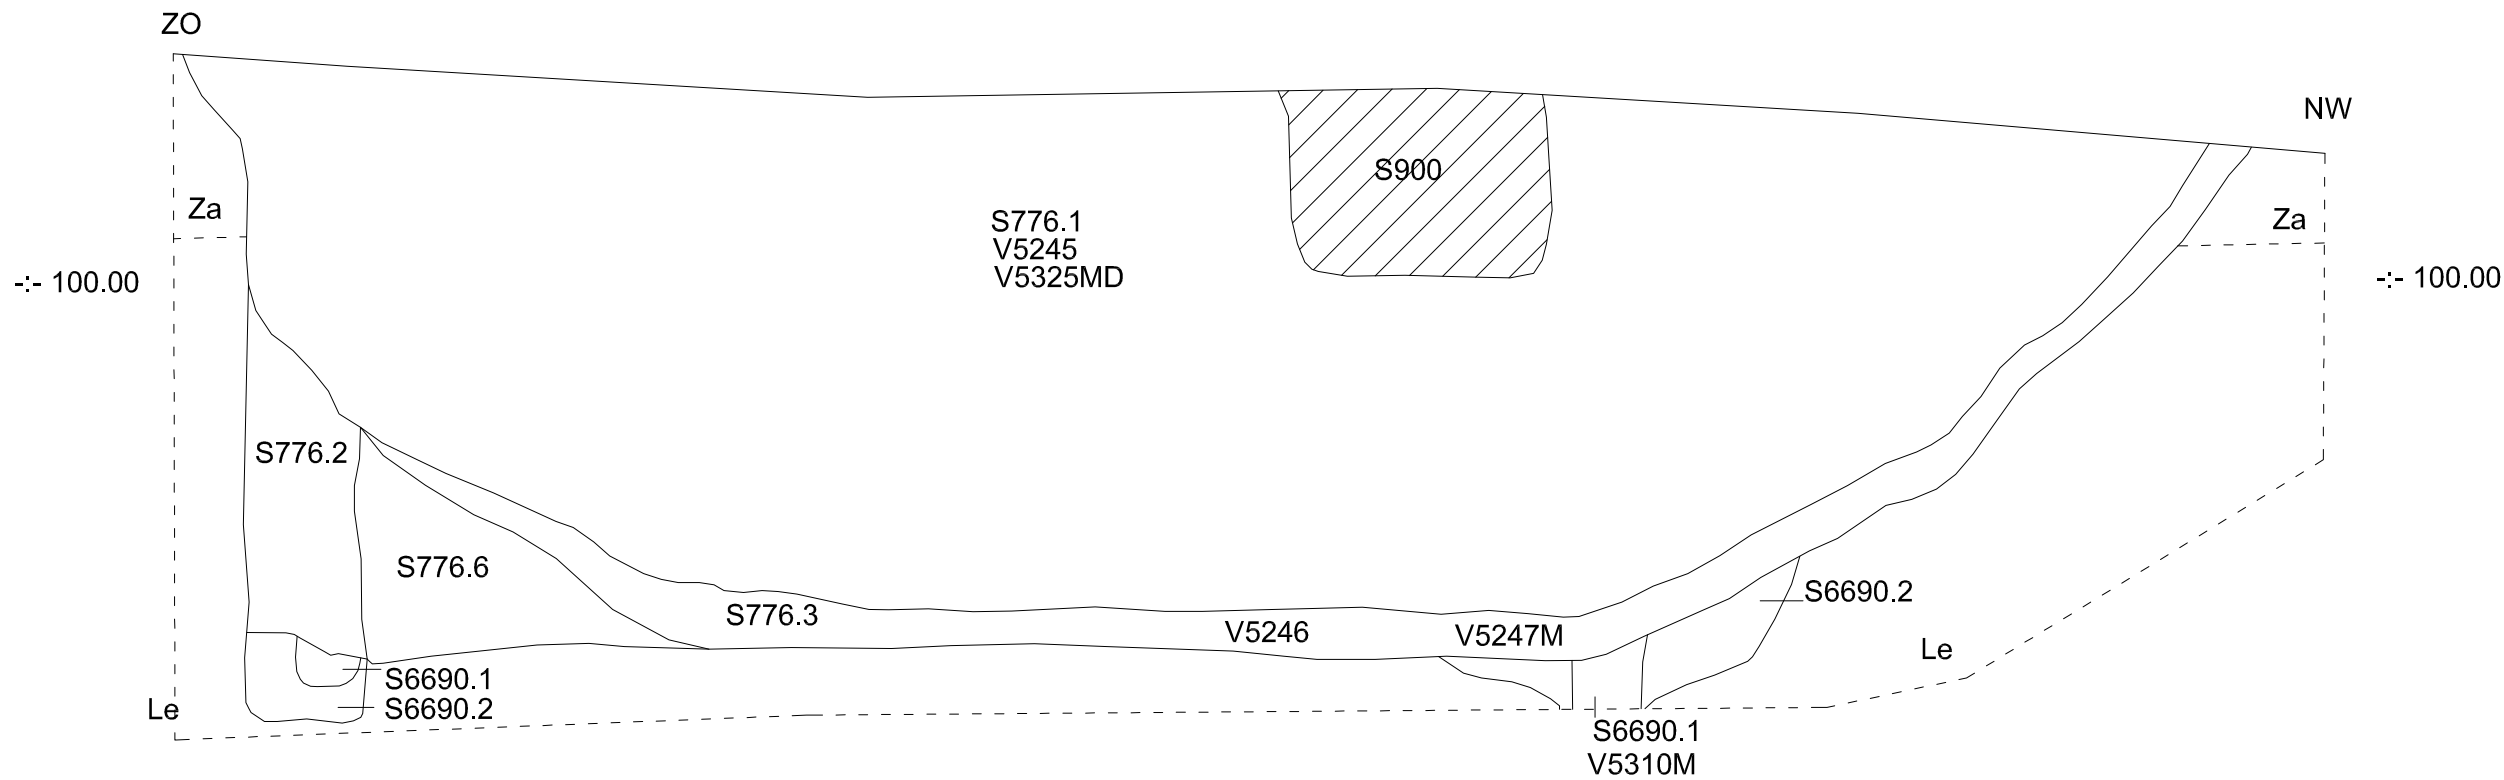 ZO
NW
S900
Za
S776.1
V5245
V5325MD
Za
-:- 100.00
-:- 100.00
S776.2
S776.6
S6690.2
S776.3
V5246
V5247M
Le
S6690.1
S6690.2
Le
S6690.1
V5310M